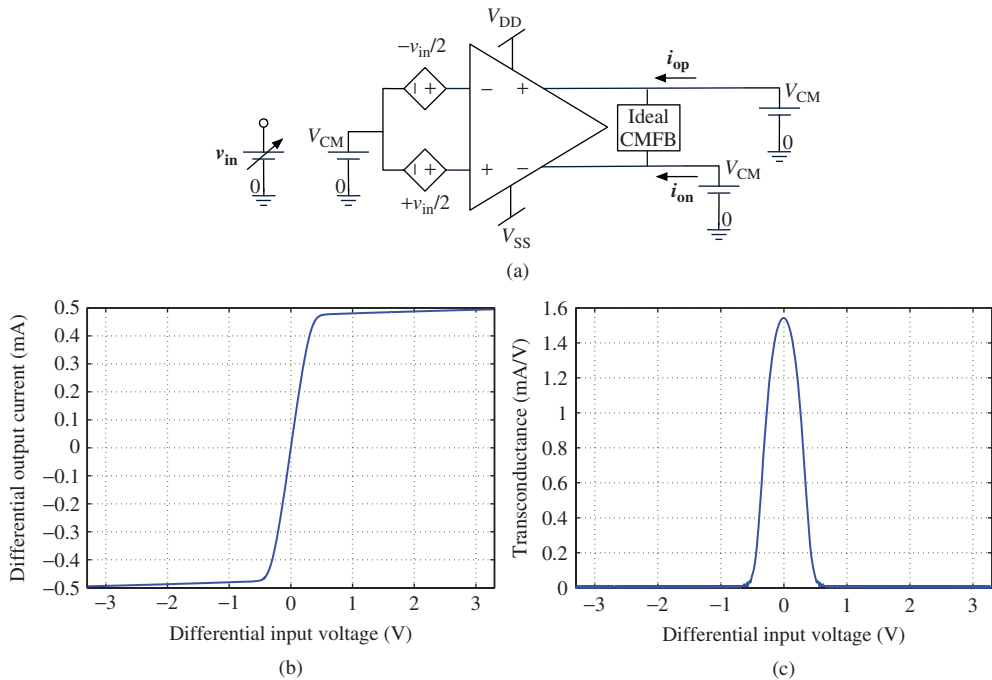 V_DD
−v_in/2
− +
i_op
V_CM
0
Ideal
CMFB
V_CM
v_in
0
0
+v_in/2
+ −
V_CM
i_on
0
V_SS
(a)
Differential output current (mA)
0.5
0.4
0.3
0.2
0.1
0
−0.1
−0.2
−0.3
−0.4
−0.5
−3 −2 −1 0 1 2 3
Differential input voltage (V)
(b)
Transconductance (mA/V)
1.6
1.4
1.2
1
0.8
0.6
0.4
0.2
0
−3 −2 −1 0 1 2 3
Differential input voltage (V)
(c)